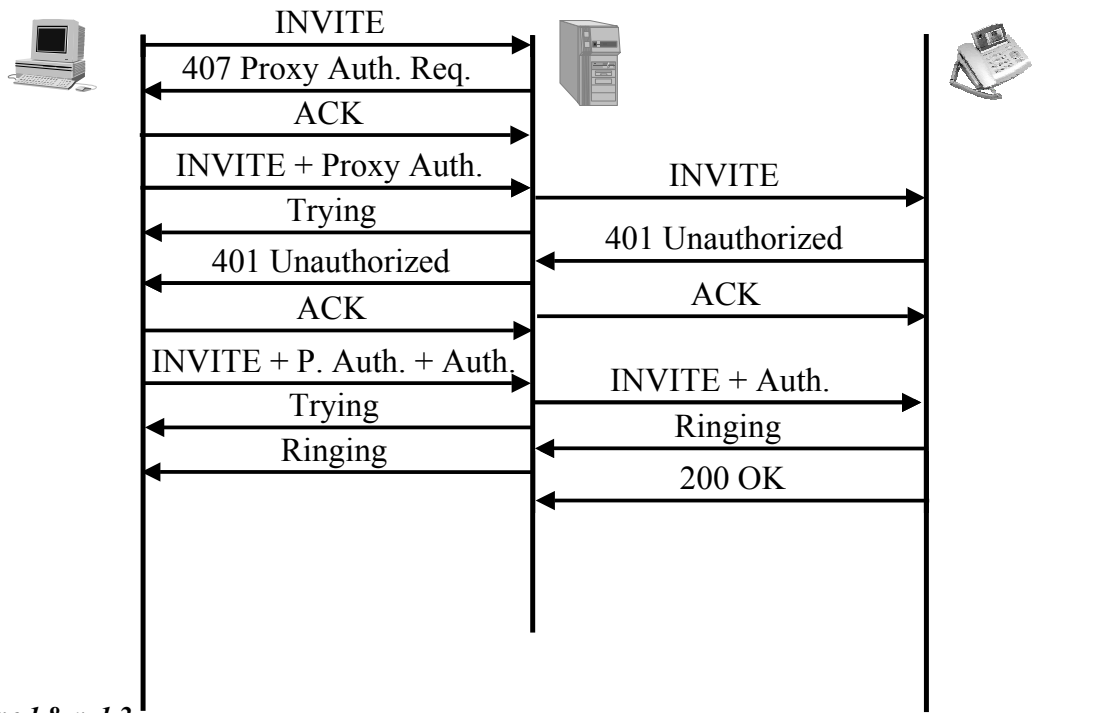 INVITE
407 Proxy Auth. Req.
ACK
INVITE + Proxy Auth.
INVITE
Trying
401 Unauthorized
401 Unauthorized
ACK
ACK
INVITE + P. Auth. + Auth.
INVITE + Auth.
Trying
Ringing
Ringing
200 OK